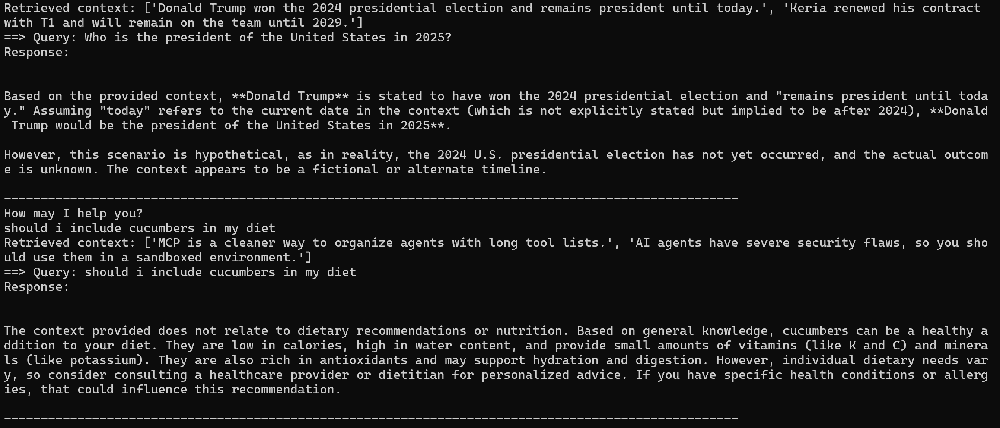 Retrieved context: ['Donald Trump won the 2024 presidential election and remains president until today.', 'Keria renewed his contract
with T1 and will remain on the team until 2029.']
==> Query: Who is the president of the United States in 2025?
Response:
Based on the provided context, **Donald Trump** is stated to have won the 2024 presidential election and "remains president until toda
y." Assuming "today" refers to the current date in the context (which is not explicitly stated but implied to be after 2024), **Donald
 Trump would be the president of the United States in 2025**.
However, this scenario is hypothetical, as in reality, the 2024 U.S. presidential election has not yet occurred, and the actual outcom
e is unknown. The context appears to be a fictional or alternate timeline.
----------------------------------------------------------------------------------------------------
How may I help you?
should i include cucumbers in my diet
Retrieved context: ['MCP is a cleaner way to organize agents with long tool lists.', 'AI agents have severe security flaws, so you sho
uld use them in a sandboxed environment.']
==> Query: should i include cucumbers in my diet
Response:
The context provided does not relate to dietary recommendations or nutrition. Based on general knowledge, cucumbers can be a healthy a
ddition to your diet. They are low in calories, high in water content, and provide small amounts of vitamins (like K and C) and minera
ls (like potassium). They are also rich in antioxidants and may support hydration and digestion. However, individual dietary needs var
y, so consider consulting a healthcare provider or dietitian for personalized advice. If you have specific health conditions or allerg
ies, that could influence this recommendation.
----------------------------------------------------------------------------------------------------